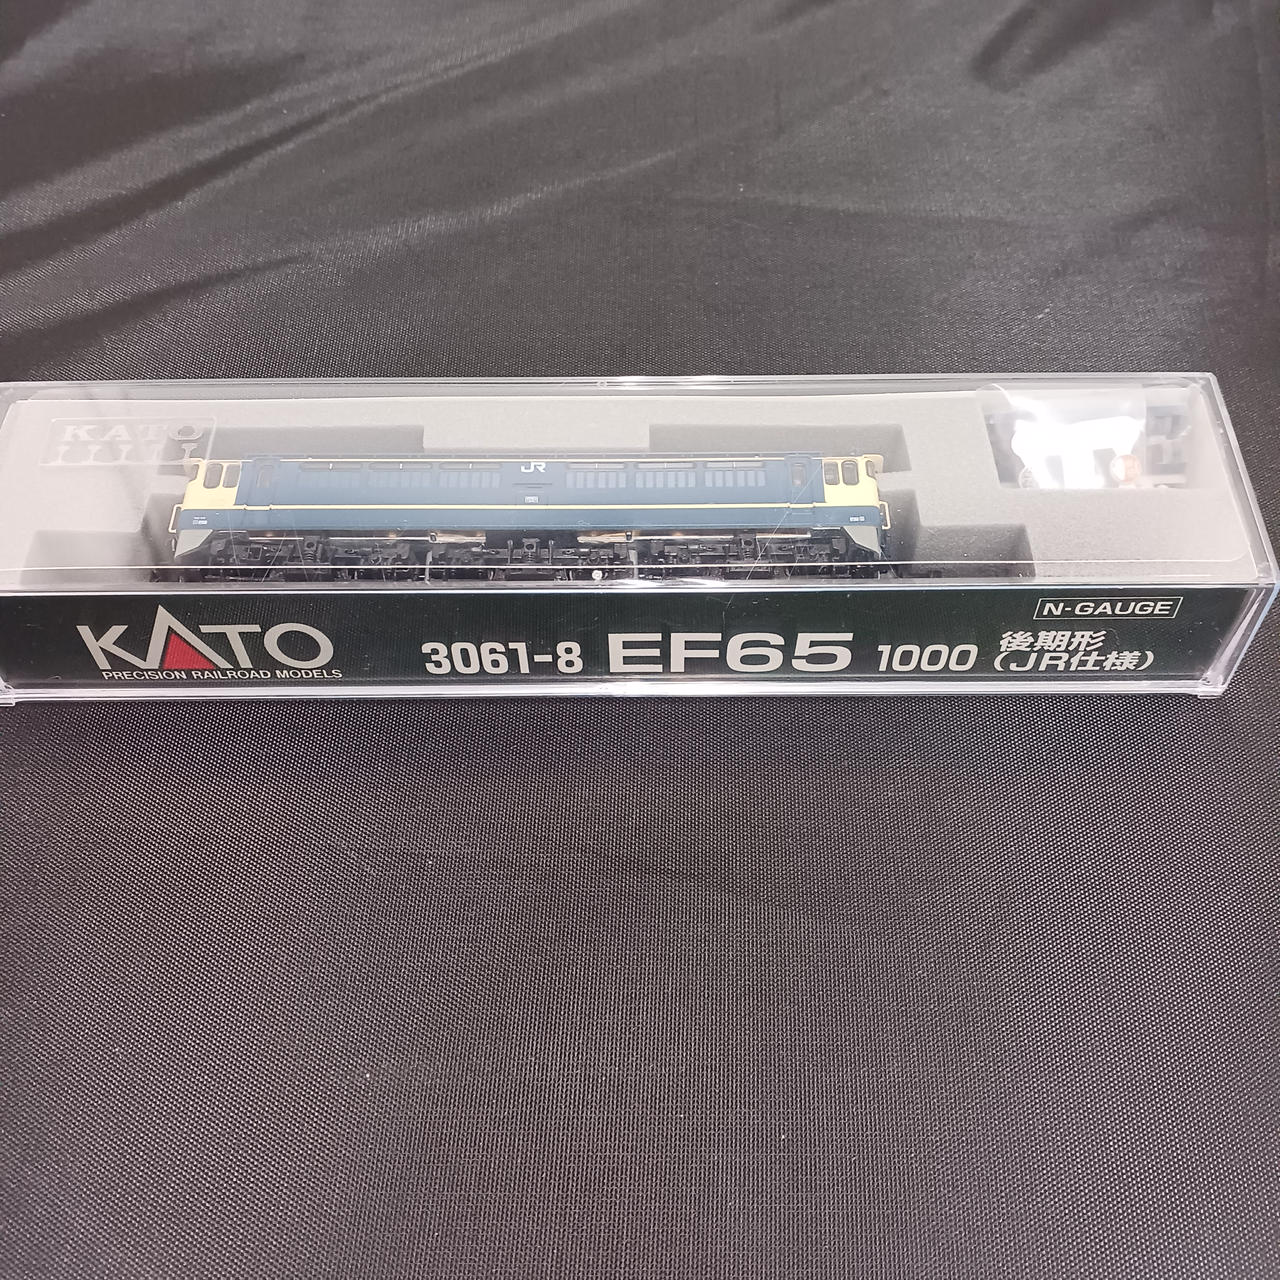 KATO
JR
N-GAUGE
KATO
PRECISION RAILROAD MODELS
3061-8 EF65 1000 後期形
(JR仕様)